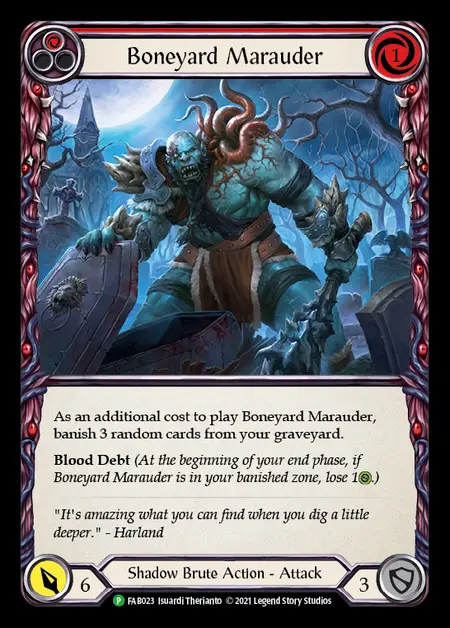 Boneyard Marauder
1
As an additional cost to play Boneyard Marauder,
banish 3 random cards from your graveyard.
Blood Debt (At the beginning of your end phase, if
Boneyard Marauder is in your banished zone, lose 1.)
"It's amazing what you can find when you dig a little
deeper." - Harland
6
Shadow Brute Action - Attack
3
P FAB023 Isuardi Therianto © 2021 Legend Story Studios